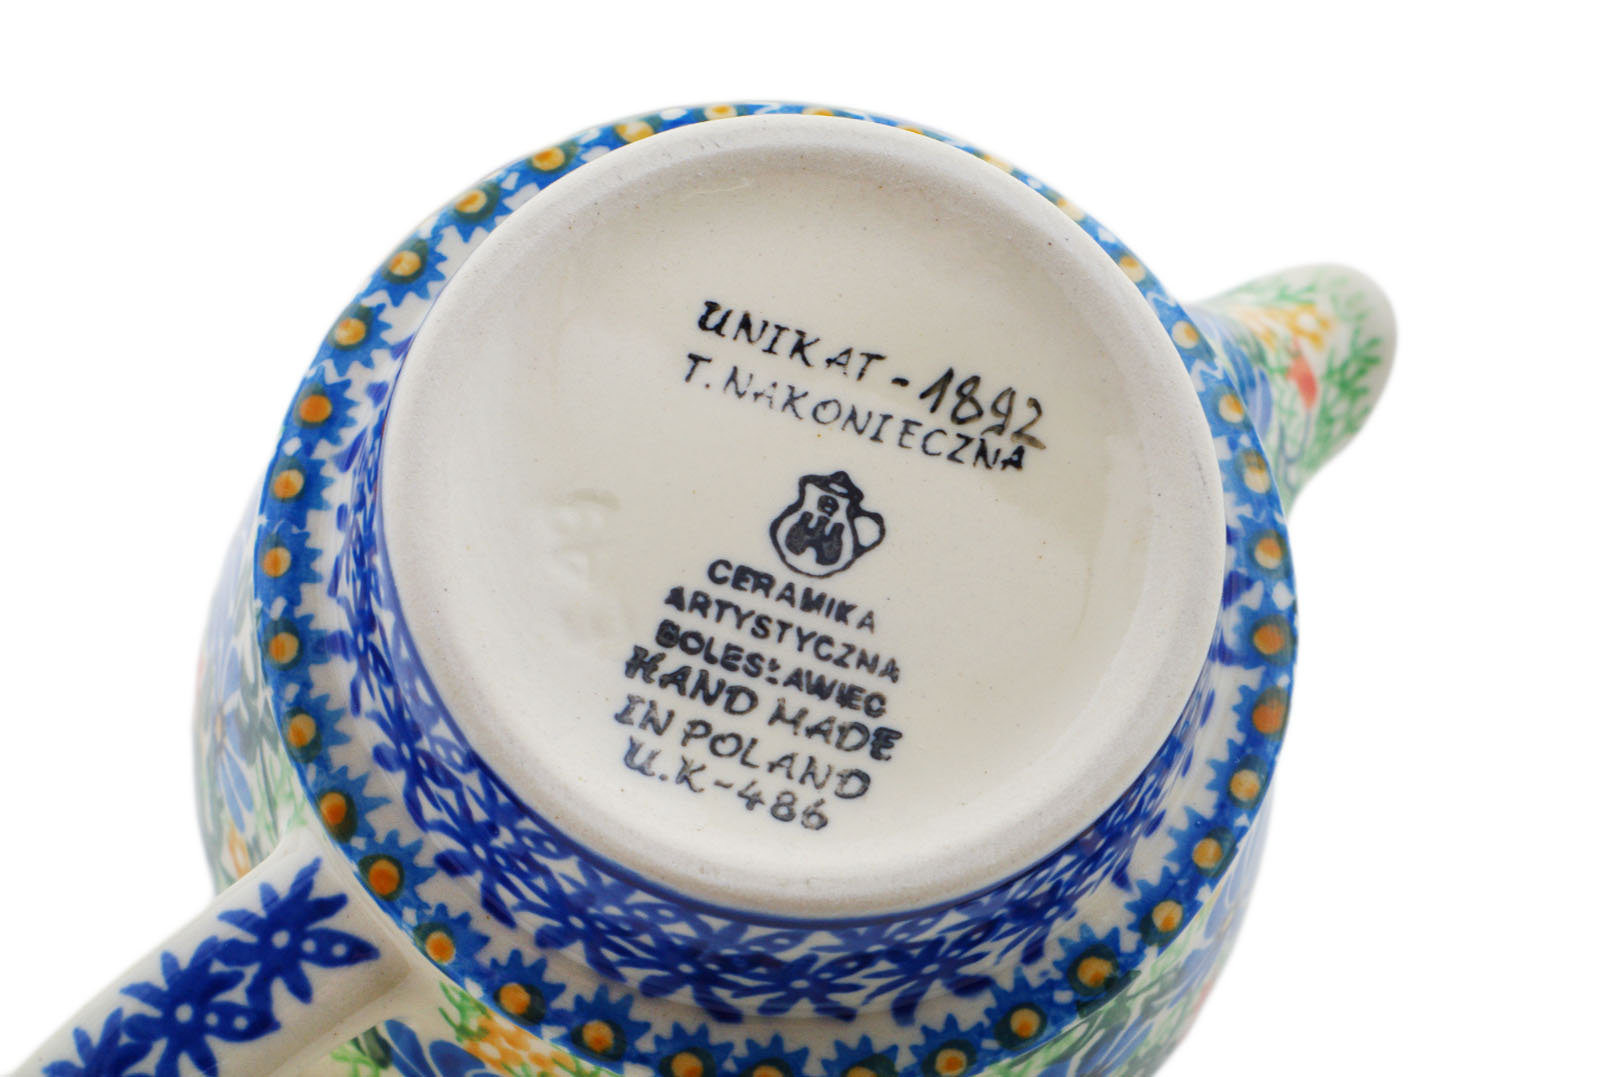 UNIKAT - 1892
T. NAKONIECZNA
CERAMIKA
ARTYSTYCZNA
BOLESŁAWIEC
HAND MADE
IN POLAND
U.K-486